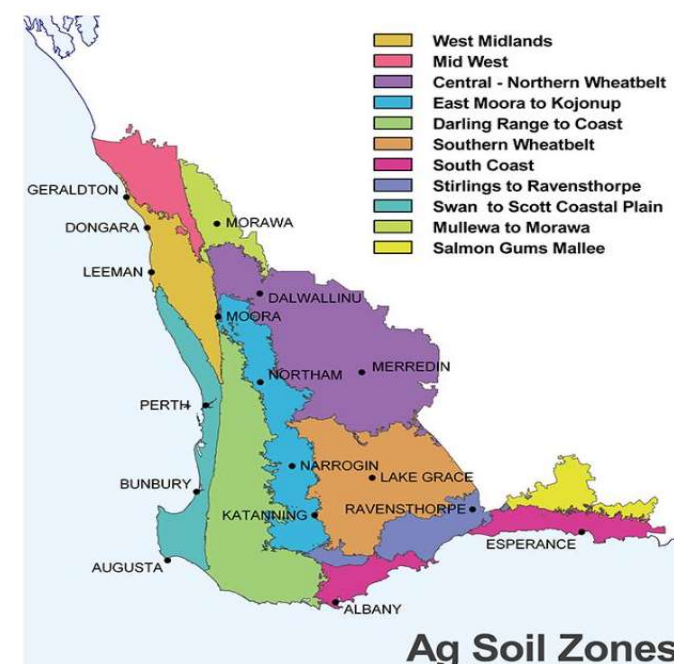 West Midlands
Mid West
Central - Northern Wheatbelt
East Moora to Kojonup
Darling Range to Coast
Southern Wheatbelt
South Coast
Stirlings to Ravensthorpe
Swan to Scott Coastal Plain
Mullewa to Morawa
Salmon Gums Mallee
GERALDTON
MORAWA
DONGARA
LEEMAN
DALWALLINU
MOORA
MERREDIN
NORTHAM
PERTH
NARROGIN
LAKE GRACE
BUNBURY
KATANNING
RAVENSTHORPE
ESPERANCE
AUGUSTA
ALBANY
Ag Soil Zones